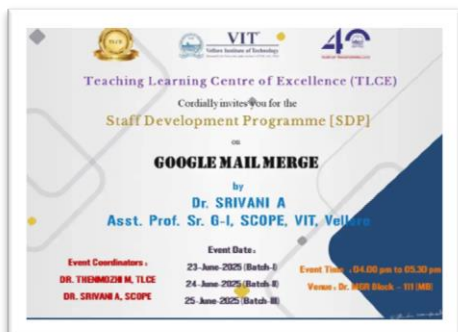 TLCE
VIT
Vellore Institute of Technology
40
Teaching Learning Centre of Excellence (TLCE)
Cordially invites you for the
Staff Development Programme [SDP]
on
GOOGLE MAIL MERGE
by
Dr. SRIVANI A
Asst. Prof. Sr. G-I, SCOPE, VIT, Vellore
Event Coordinators :
DR. THENMOZHI M, TLCE
DR. SRIVANI A, SCOPE
Event Date :
23-June-2025 (Batch-I)
24-June-2025 (Batch-II)
25-June-2025 (Batch-III)
Event Time : 04.00 pm to 05.30 pm
Venue : Dr. MGR Block - 111 (MB)